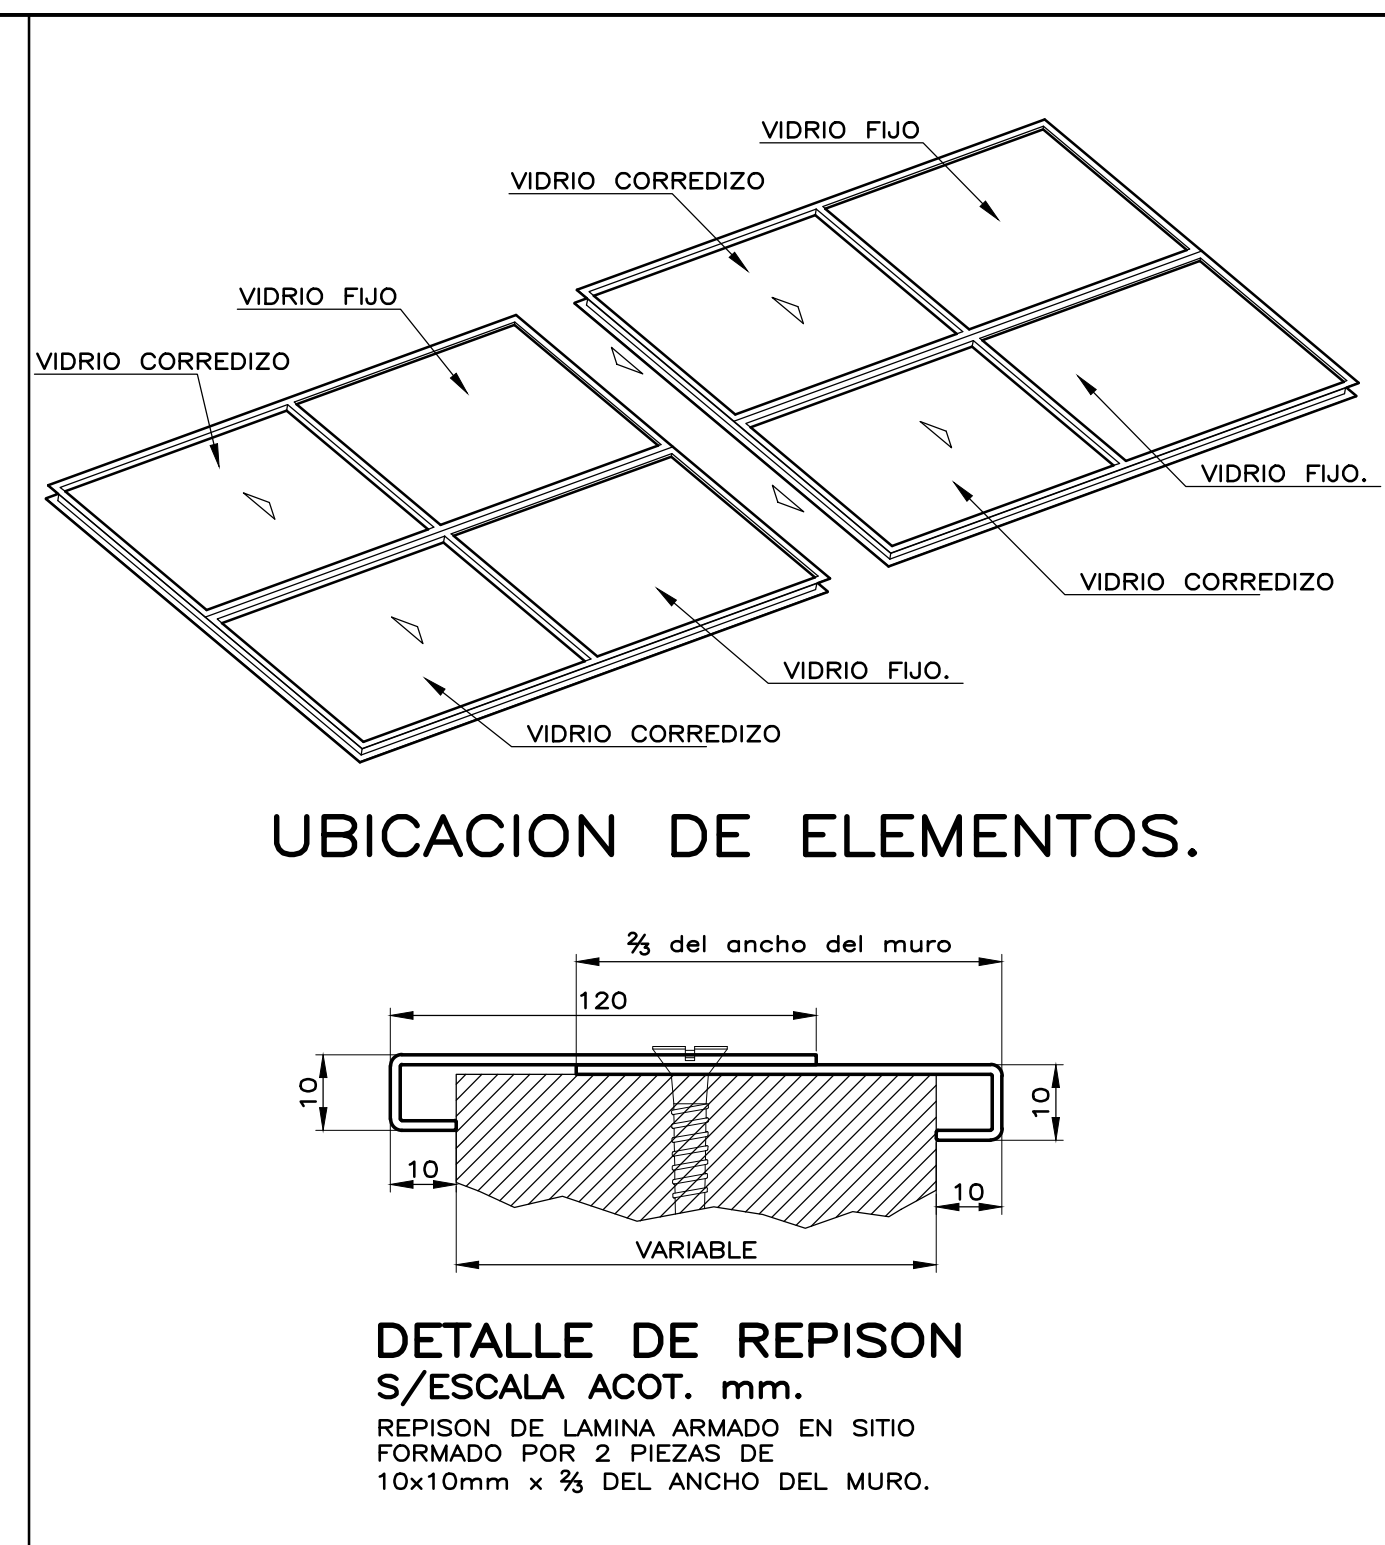 VIDRIO FIJO
VIDRIO CORREDIZO
VIDRIO FIJO
VIDRIO CORREDIZO
VIDRIO FIJO.
VIDRIO CORREDIZO
VIDRIO FIJO.
VIDRIO CORREDIZO
UBICACION DE ELEMENTOS.
⅔ del ancho del muro
120
10
10
10
10
VARIABLE
DETALLE DE REPISON
S/ESCALA ACOT. mm.
REPISON DE LAMINA ARMADO EN SITIO
FORMADO POR 2 PIEZAS DE
10x10mm x ⅔ DEL ANCHO DEL MURO.